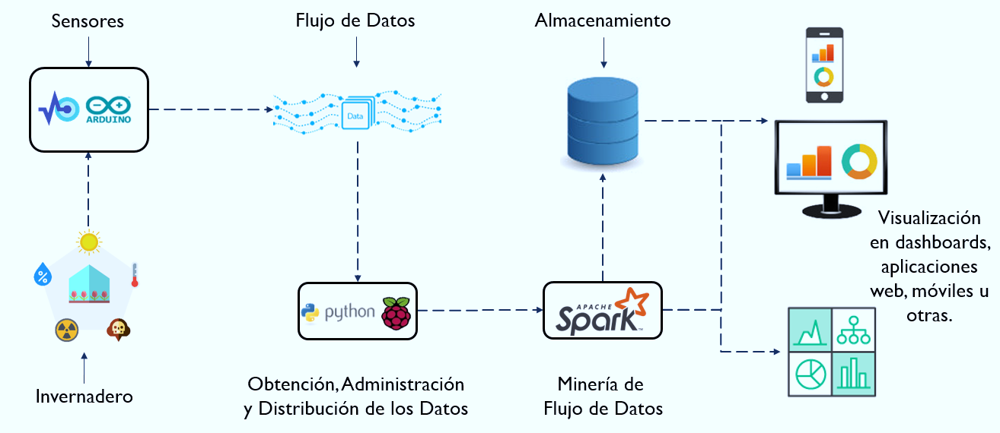 Sensores
Flujo de Datos
Almacenamiento
ARDUINO
Data
%
python
APACHE
Spark™
Visualización
en dashboards,
aplicaciones
web, móviles u
otras.
Invernadero
Obtención, Administración
y Distribución de los Datos
Minería de
Flujo de Datos